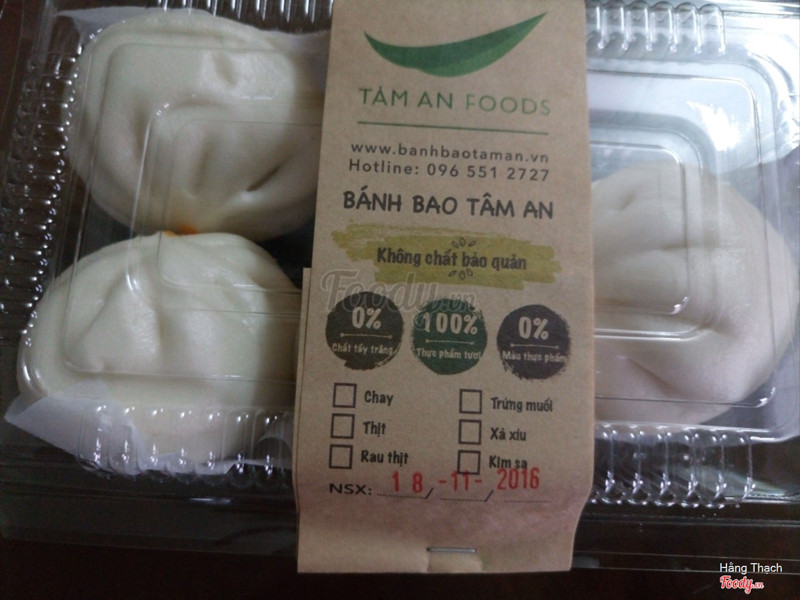 TÂM AN FOODS
www.banhbaotaman.vn
Hotline: 096 551 2727
BÁNH BAO TÂM AN
Không chất bảo quản
Foody.vn
0%
Chất tẩy trắng
100%
Thực phẩm tươi
0%
Màu thực phẩm
Chay
Trứng muối
Thịt
Xá xíu
Rau thịt
Kim sa
NSX: 18/-11-2016
Hằng Thạch
Foody.vn